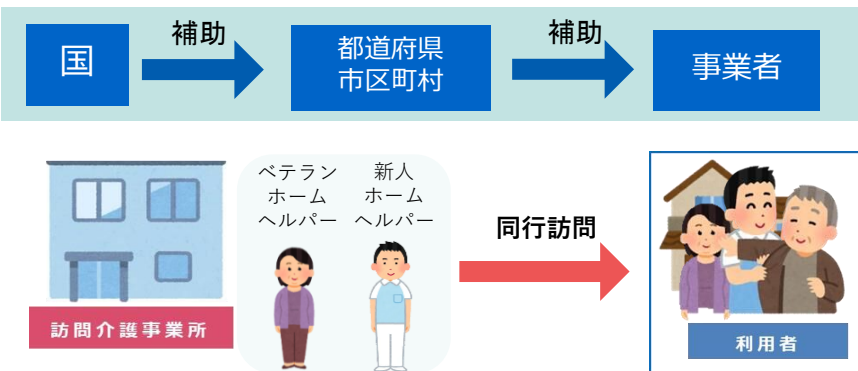 国
補助
都道府県
市区町村
補助
事業者
ベテラン
ホーム
ヘルパー
新人
ホーム
ヘルパー
同行訪問
訪問介護事業所
利用者